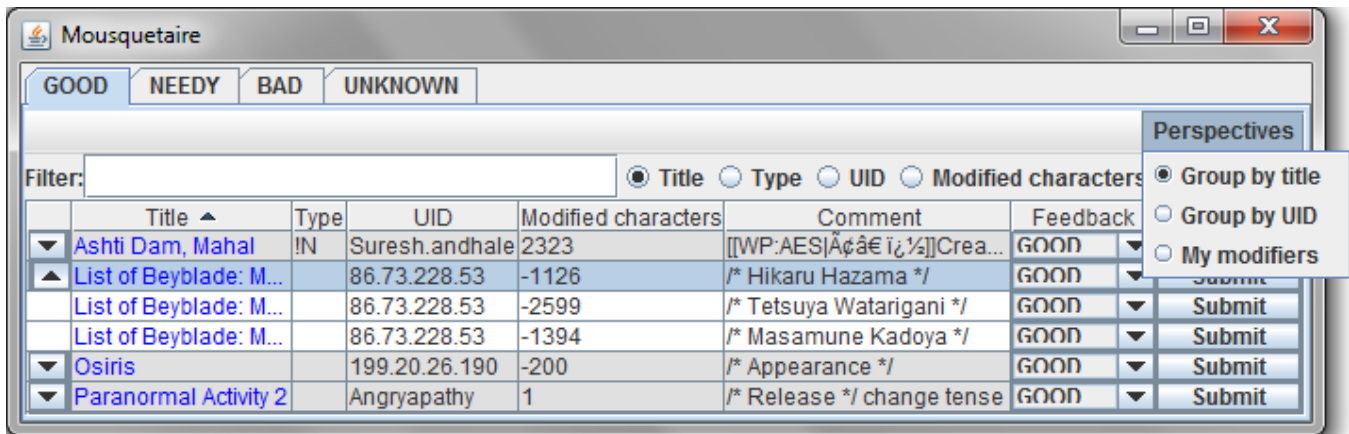 Mousquetaire
GOOD NEEDY BAD UNKNOWN
Perspectives
Filter: Title Type UID Modified characters
Group by title
Group by UID
My modifiers
Title Type UID Modified characters Comment Feedback
Ashti Dam, Mahal !N Suresh.andhale 2323 [[WP:AES|Ã¢â€ ï¿½]]Crea... GOOD
List of Beyblade: M... 86.73.228.53 -1126 /* Hikaru Hazama */ GOOD Submit
List of Beyblade: M... 86.73.228.53 -2599 /* Tetsuya Watarigani */ GOOD Submit
List of Beyblade: M... 86.73.228.53 -1394 /* Masamune Kadoya */ GOOD Submit
Osiris 199.20.26.190 -200 /* Appearance */ GOOD Submit
Paranormal Activity 2 Angryapathy 1 /* Release */ change tense GOOD Submit